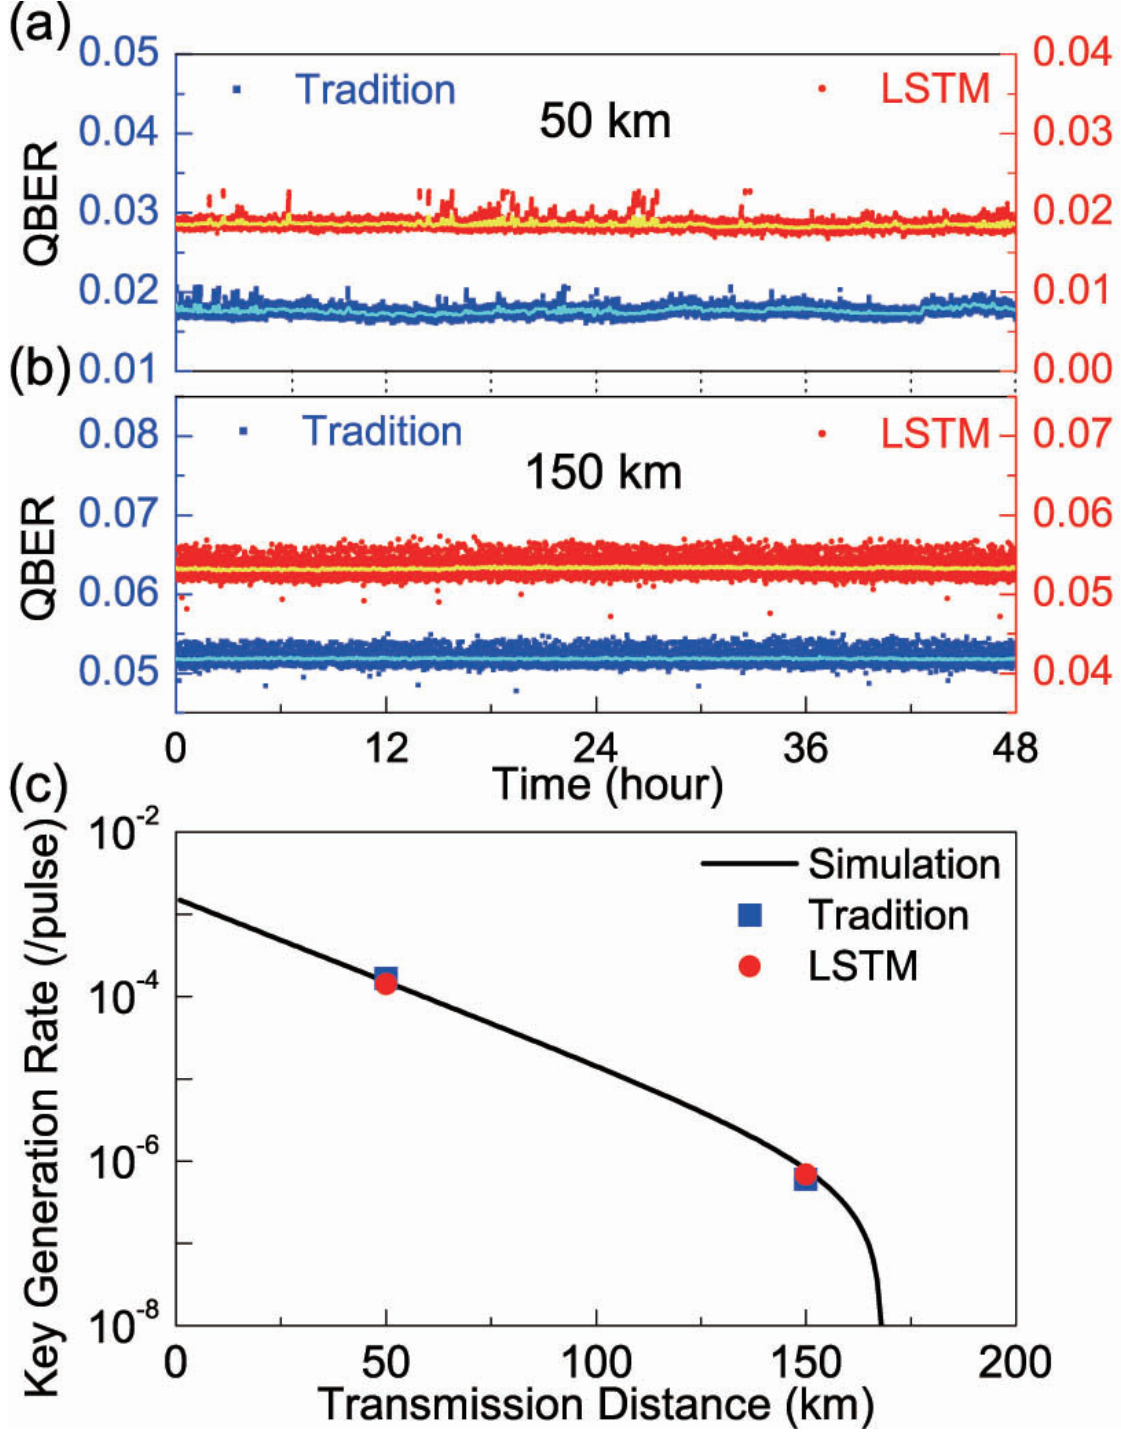 (a)
0.05 0.04
Tradition LSTM
50 km
0.04 0.03
QBER
0.03 0.02
0.02 0.01
0.01 0.00
(b)
0.08 0.07
Tradition LSTM
150 km
0.07 0.06
QBER
0.06 0.05
0.05 0.04
0 12 24 36 48
Time (hour)
(c)
Key Generation Rate (/pulse)
10-2
Simulation
Tradition
LSTM
10-4
10-6
10-8
0 50 100 150 200
Transmission Distance (km)